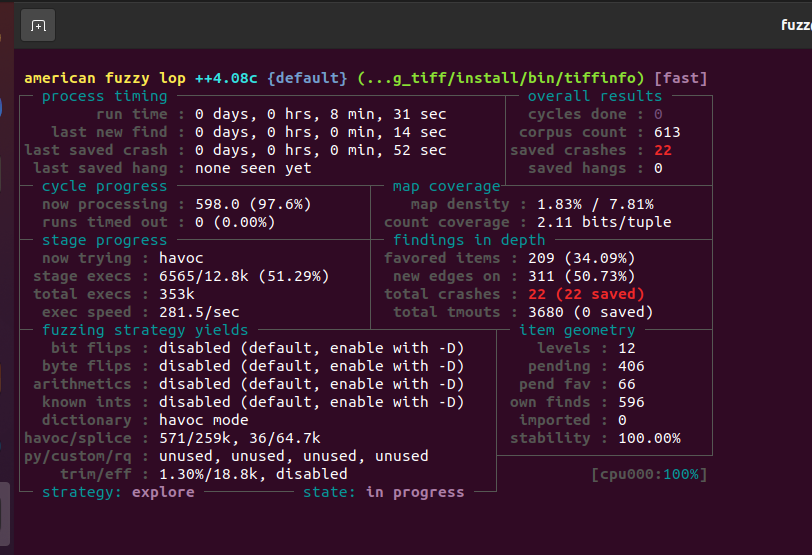 fuzz
american fuzzy lop ++4.08c {default} (...g_tiff/install/bin/tiffinfo) [fast]
process timing overall results
run time : 0 days, 0 hrs, 8 min, 31 sec cycles done : 0
last new find : 0 days, 0 hrs, 0 min, 14 sec corpus count : 613
last saved crash : 0 days, 0 hrs, 0 min, 52 sec saved crashes : 22
last saved hang : none seen yet saved hangs : 0
cycle progress map coverage
now processing : 598.0 (97.6%) map density : 1.83% / 7.81%
runs timed out : 0 (0.00%) count coverage : 2.11 bits/tuple
stage progress findings in depth
now trying : havoc favored items : 209 (34.09%)
stage execs : 6565/12.8k (51.29%) new edges on : 311 (50.73%)
total execs : 353k total crashes : 22 (22 saved)
exec speed : 281.5/sec total tmouts : 3680 (0 saved)
fuzzing strategy yields item geometry
bit flips : disabled (default, enable with -D) levels : 12
byte flips : disabled (default, enable with -D) pending : 406
arithmetics : disabled (default, enable with -D) pend fav : 66
known ints : disabled (default, enable with -D) own finds : 596
dictionary : havoc mode imported : 0
havoc/splice : 571/259k, 36/64.7k stability : 100.00%
py/custom/rq : unused, unused, unused, unused
trim/eff : 1.30%/18.8k, disabled [cpu000:100%]
strategy: explore state: in progress